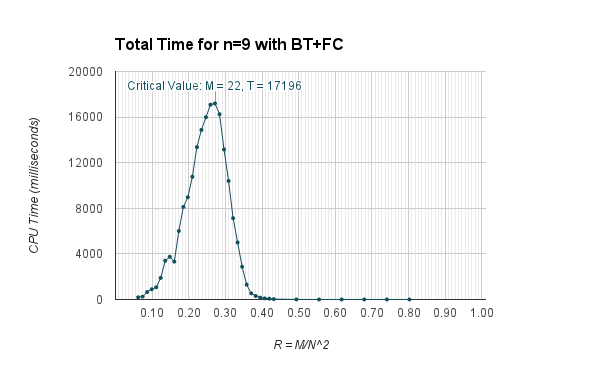 Total Time for n=9 with BT+FC
Critical Value: M = 22, T = 17196
20000
16000
12000
8000
4000
0
CPU Time (milliseconds)
0.10 0.20 0.30 0.40 0.50 0.60 0.70 0.80 0.90 1.00
R = M/N^2